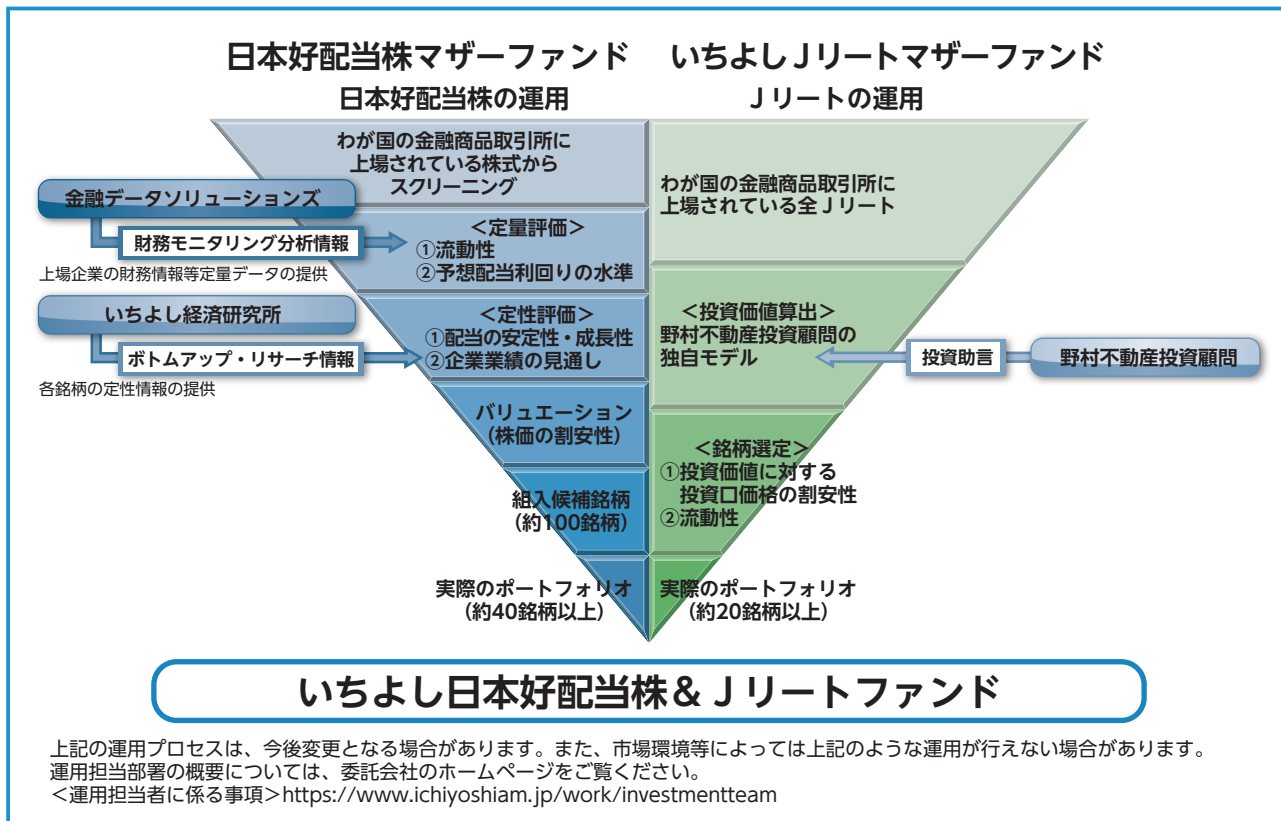 日本好配当株マザーファンド
日本好配当株の運用
わが国の金融商品取引所に
上場されている株式から
スクリーニング
金融データソリューションズ
財務モニタリング分析情報
上場企業の財務情報等定量データの提供
＜定量評価＞
①流動性
②予想配当利回りの水準
いちよし経済研究所
ボトムアップ・リサーチ情報
各銘柄の定性情報の提供
＜定性評価＞
①配当の安定性・成長性
②企業業績の見通し
バリュエーション
（株価の割安性）
組入候補銘柄
（約100銘柄）
実際のポートフォリオ
（約40銘柄以上）
いちよしＪリートマザーファンド
Ｊリートの運用
わが国の金融商品取引所に
上場されている全Ｊリート
＜投資価値算出＞
野村不動産投資顧問の
独自モデル
投資助言
野村不動産投資顧問
＜銘柄選定＞
①投資価値に対する
投資口価格の割安性
②流動性
実際のポートフォリオ
（約20銘柄以上）
いちよし日本好配当株＆Ｊリートファンド
上記の運用プロセスは、今後変更となる場合があります。また、市場環境等によっては上記のような運用が行えない場合があります。
運用担当部署の概要については、委託会社のホームページをご覧ください。
＜運用担当者に係る事項＞https://www.ichiyoshiam.jp/work/investmentteam